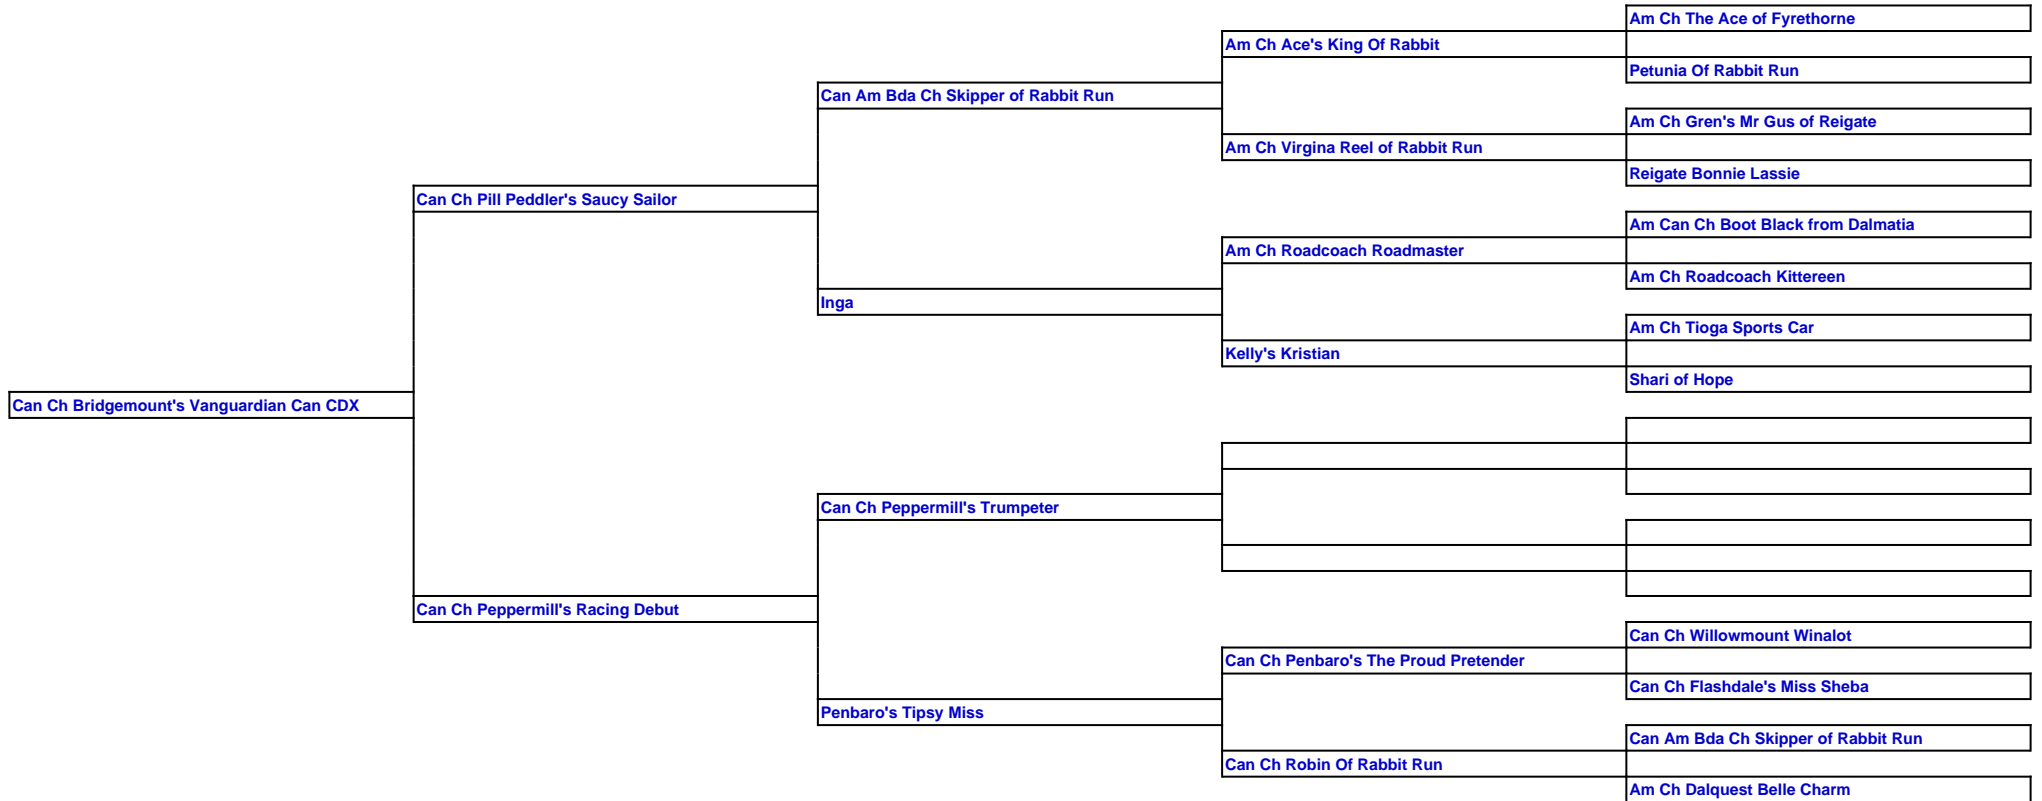 Am Ch The Ace of Fyrethorne
Am Ch Ace's King Of Rabbit
Petunia Of Rabbit Run
Can Am Bda Ch Skipper of Rabbit Run
Am Ch Gren's Mr Gus of Reigate
Am Ch Virgina Reel of Rabbit Run
Reigate Bonnie Lassie
Can Ch Pill Peddler's Saucy Sailor
Am Can Ch Boot Black from Dalmatia
Am Ch Roadcoach Roadmaster
Am Ch Roadcoach Kittereen
Inga
Am Ch Tioga Sports Car
Kelly's Kristian
Shari of Hope
Can Ch Bridgemount's Vanguardian Can CDX
Can Ch Peppermill's Trumpeter
Can Ch Peppermill's Racing Debut
Can Ch Willowmount Winalot
Can Ch Penbaro's The Proud Pretender
Can Ch Flashdale's Miss Sheba
Penbaro's Tipsy Miss
Can Am Bda Ch Skipper of Rabbit Run
Can Ch Robin Of Rabbit Run
Am Ch Dalquest Belle Charm